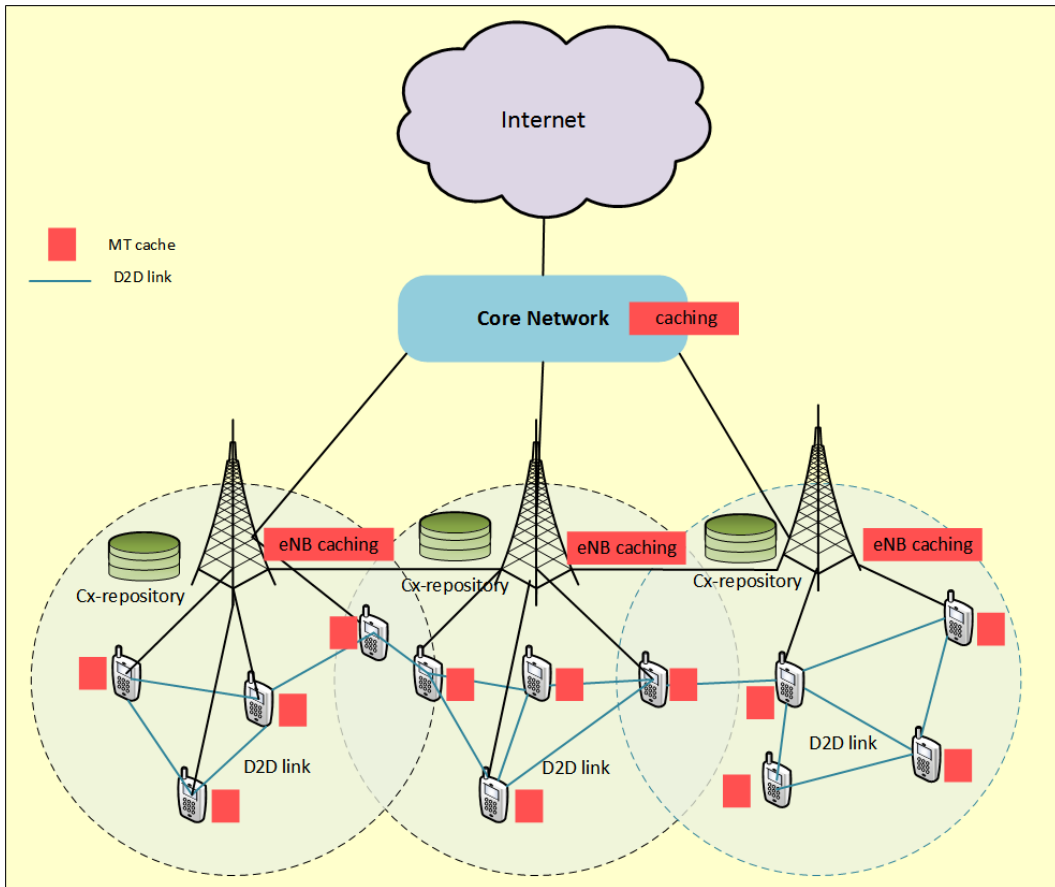 Internet
MT cache
D2D link
Core Network
caching
eNB caching
eNB caching
eNB caching
Cx-repository
Cx-repository
Cx-repository
D2D link
D2D link
D2D link